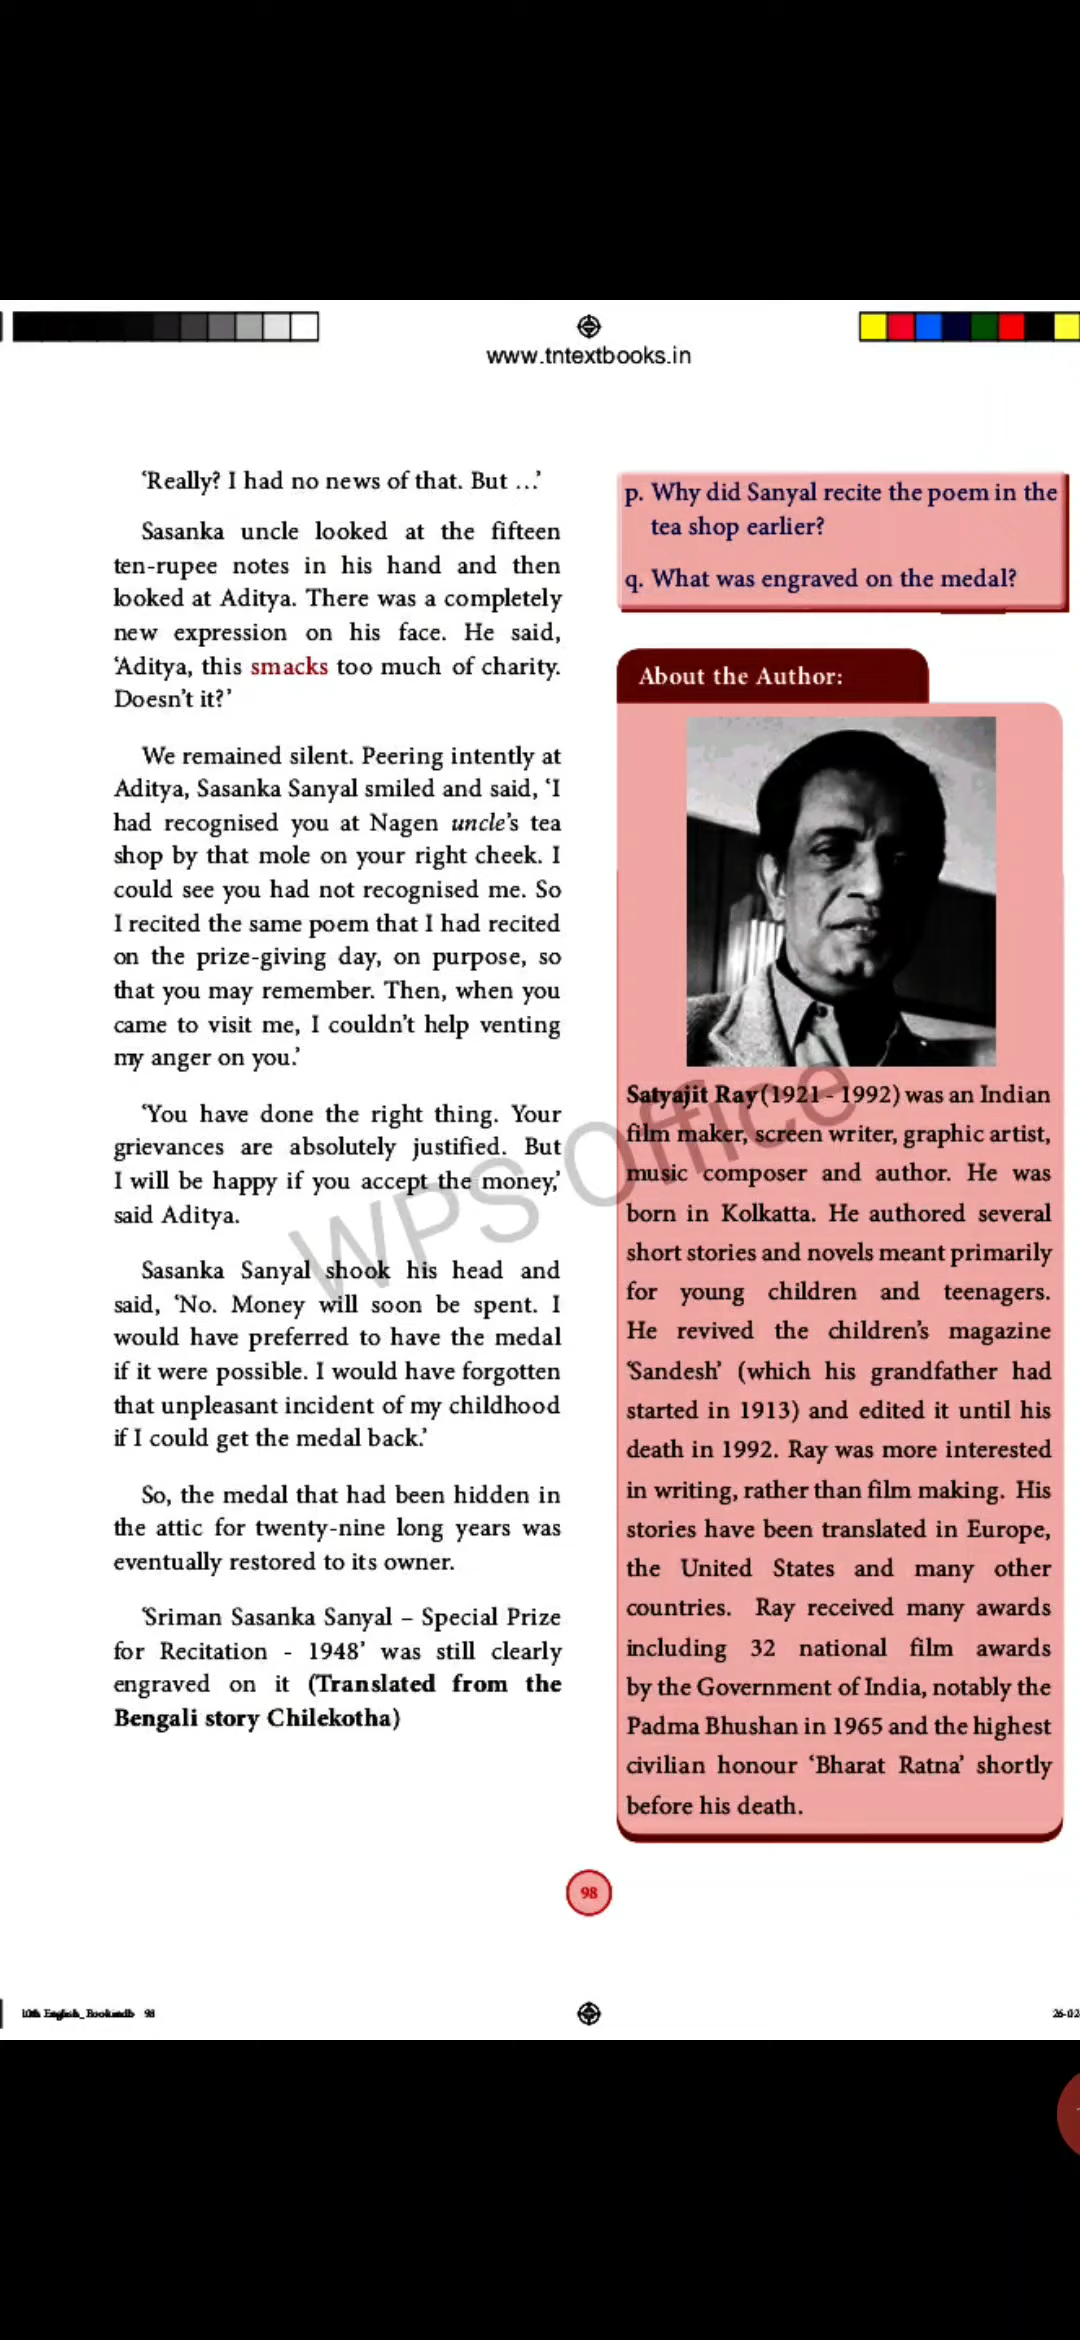 www.tntextbooks.in
‘Really? I had no news of that. But …’
Sasanka uncle looked at the fifteen
ten-rupee notes in his hand and then
looked at Aditya. There was a completely
new expression on his face. He said,
‘Aditya, this smacks too much of charity.
Doesn’t it?’
We remained silent. Peering intently at
Aditya, Sasanka Sanyal smiled and said, ‘I
had recognised you at Nagen uncle’s tea
shop by that mole on your right cheek. I
could see you had not recognised me. So
I recited the same poem that I had recited
on the prize-giving day, on purpose, so
that you may remember. Then, when you
came to visit me, I couldn’t help venting
my anger on you.’
‘You have done the right thing. Your
grievances are absolutely justified. But
I will be happy if you accept the money,’
said Aditya.
Sasanka Sanyal shook his head and
said, ‘No. Money will soon be spent. I
would have preferred to have the medal
if it were possible. I would have forgotten
that unpleasant incident of my childhood
if I could get the medal back.’
So, the medal that had been hidden in
the attic for twenty-nine long years was
eventually restored to its owner.
‘Sriman Sasanka Sanyal – Special Prize
for Recitation - 1948’ was still clearly
engraved on it (Translated from the
Bengali story Chilekotha)
p. Why did Sanyal recite the poem in the
tea shop earlier?
q. What was engraved on the medal?
About the Author:
Satyajit Ray (1921 - 1992) was an Indian
film maker, screen writer, graphic artist,
music composer and author. He was
born in Kolkatta. He authored several
short stories and novels meant primarily
for young children and teenagers.
He revived the children’s magazine
‘Sandesh’ (which his grandfather had
started in 1913) and edited it until his
death in 1992. Ray was more interested
in writing, rather than film making. His
stories have been translated in Europe,
the United States and many other
countries. Ray received many awards
including 32 national film awards
by the Government of India, notably the
Padma Bhushan in 1965 and the highest
civilian honour ‘Bharat Ratna’ shortly
before his death.
WPS Office
98
10th English_Book.indb 98
26-02